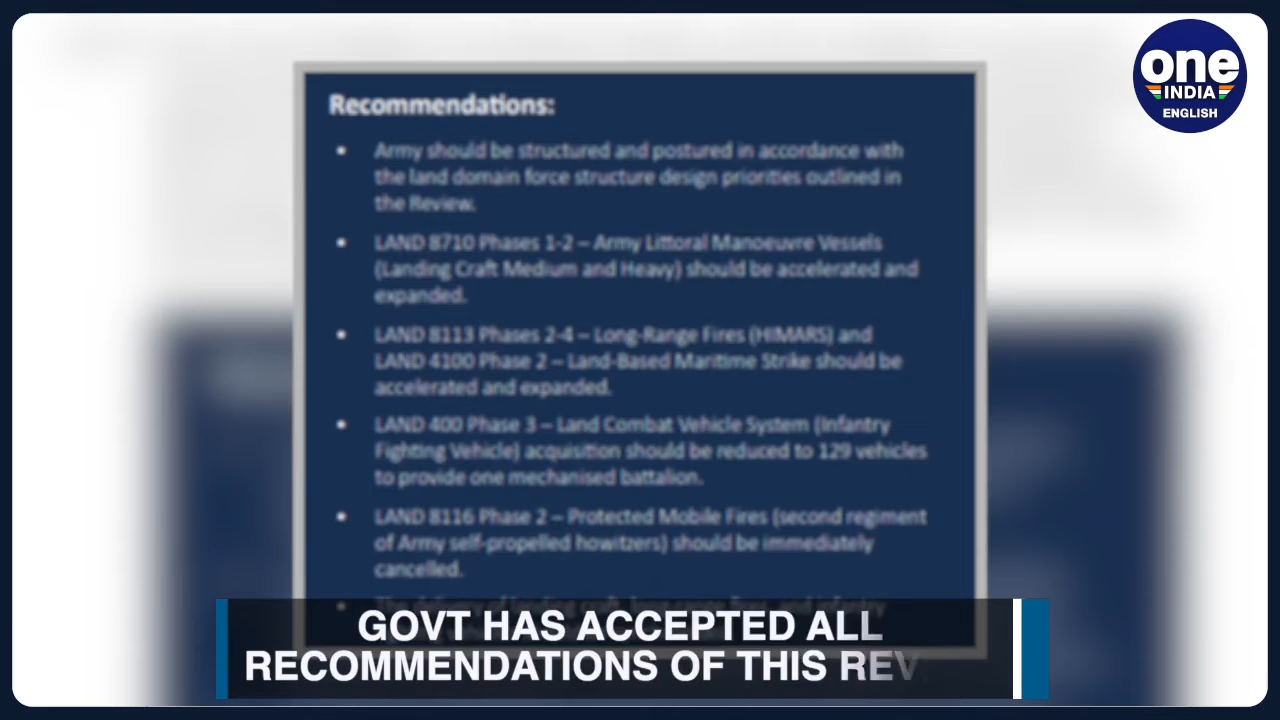 one
INDIA
ENGLISH
Recommendations:
• Army should be structured and postured in accordance with
the land domain force structure design priorities outlined in
the Review.
• LAND 8710 Phases 1-2 – Army Littoral Manoeuvre Vessels
(Landing Craft Medium and Heavy) should be accelerated and
expanded.
• LAND 8113 Phases 2-4 – Long-Range Fires (HIMARS) and
LAND 4100 Phase 2 – Land-Based Maritime Strike should be
accelerated and expanded.
• LAND 400 Phase 3 – Land Combat Vehicle System (Infantry
Fighting Vehicle) acquisition should be reduced to 129 vehicles
to provide one mechanised battalion.
• LAND 8116 Phase 2 – Protected Mobile Fires (second regiment
of Army self-propelled howitzers) should be immediately
cancelled.
GOVT HAS ACCEPTED ALL
RECOMMENDATIONS OF THIS REV